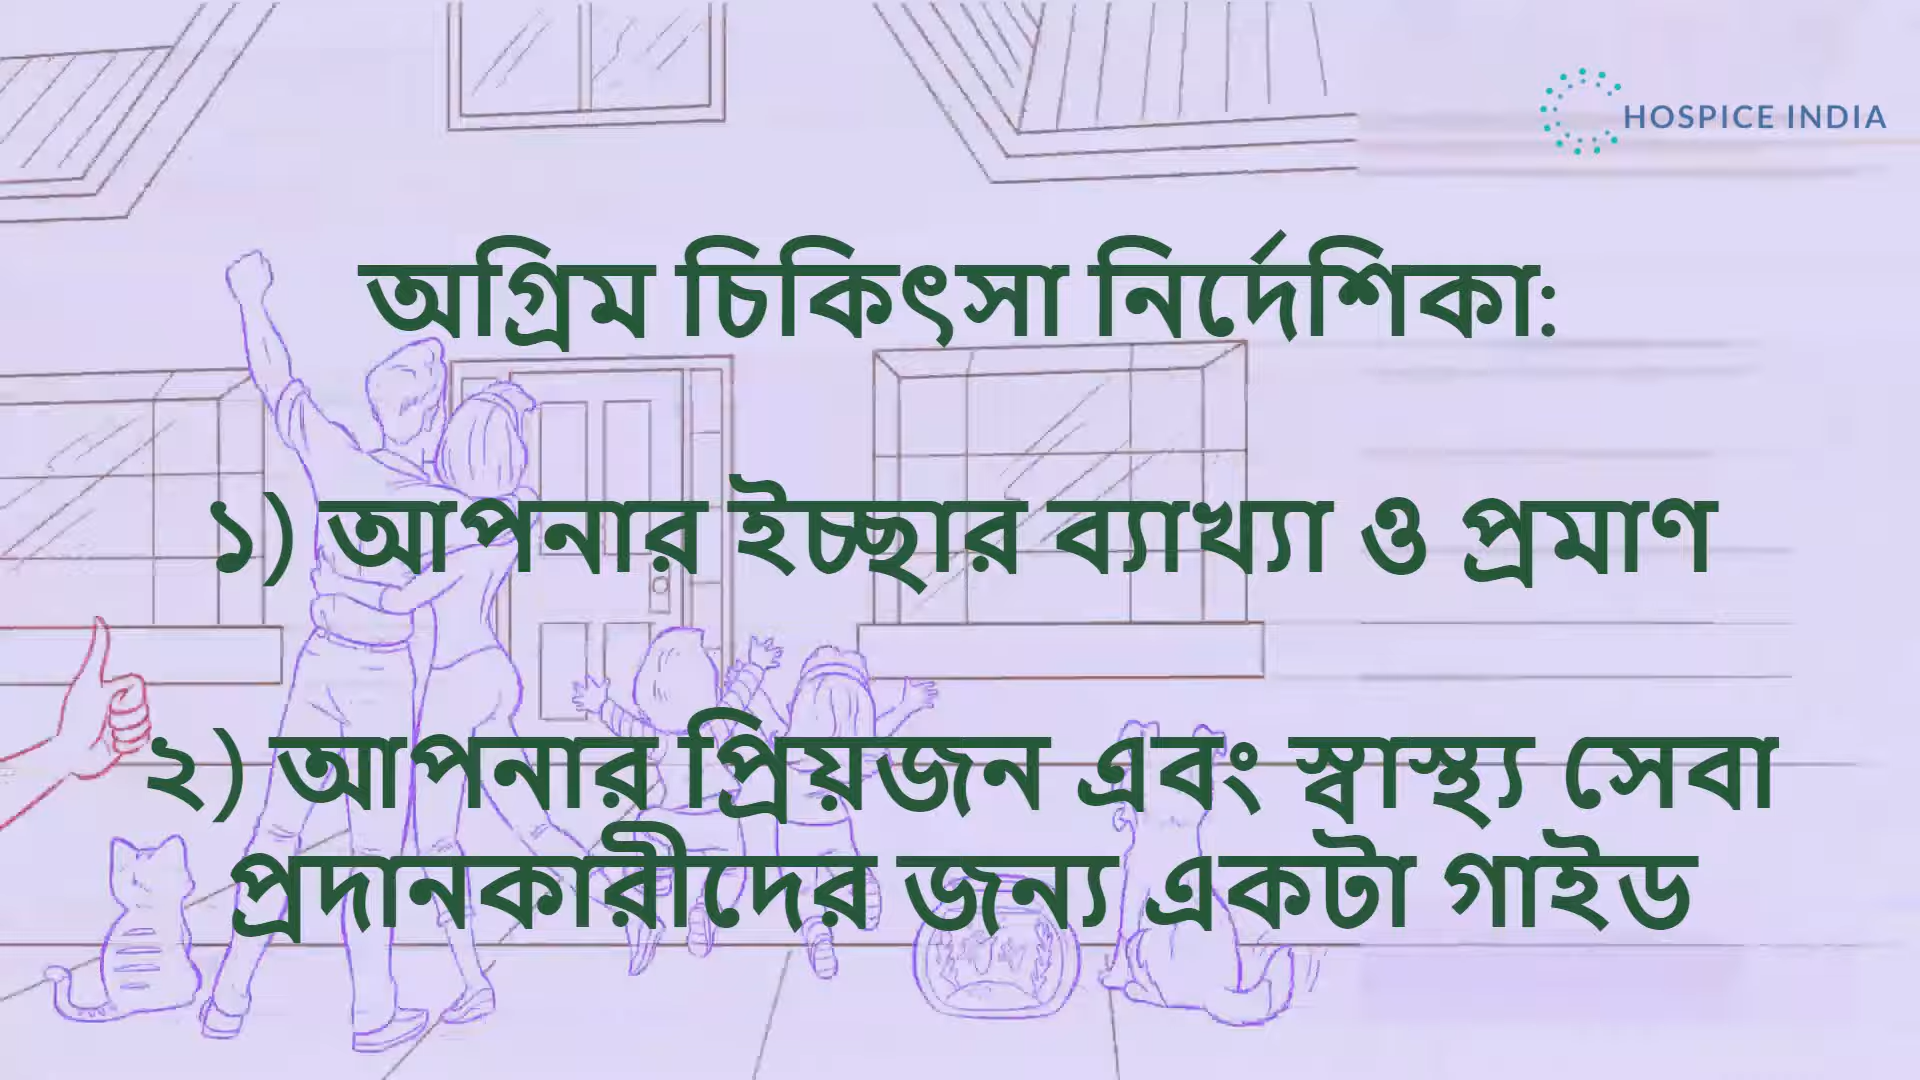 HOSPICE INDIA
অগ্রিম চিকিৎসা নির্দেশিকা:
১) আপনার ইচ্ছার ব্যাখ্যা ও প্রমাণ
২) আপনার প্রিয়জন এবং স্বাস্থ্য সেবা
প্রদানকারীদের জন্য একটা গাইড